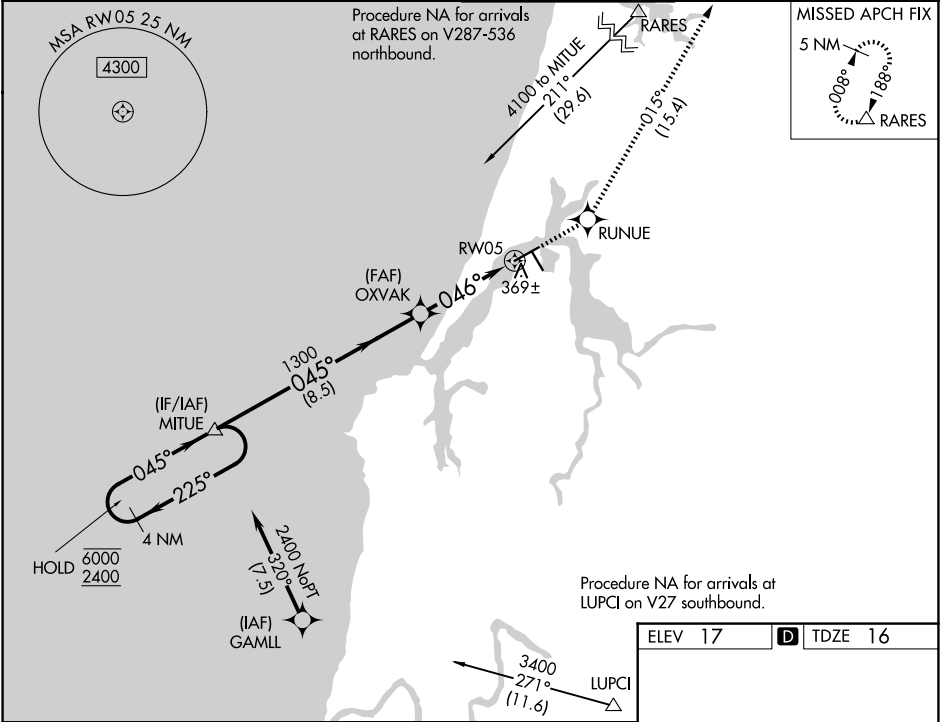 MSA RW05 25 NM
4300
Procedure NA for arrivals
at RARES on V287-536
northbound.
RARES
4100 to MITUE
211°
(29.6)
015°
(15.4)
MISSED APCH FIX
5 NM
008°
188°
RARES
RUNUE
RW05
369±
046°
(FAF)
OXVAK
1300
045°
(8.5)
(IF/IAF)
MITUE
045°
225°
4 NM
HOLD
6000
2400
2400 NoPT
320°
(7.5)
(IAF)
GAMLL
Procedure NA for arrivals at
LUPCI on V27 southbound.
3400
271°
(11.6)
LUPCI
ELEV 17
D
TDZE 16